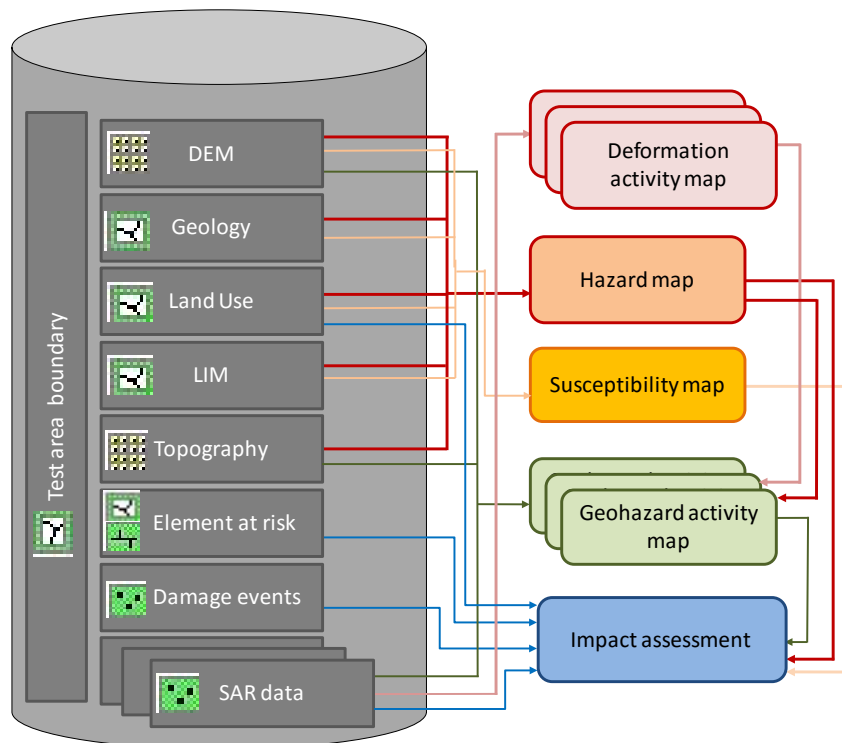 Test area boundary
DEM
Geology
Land Use
LIM
Topography
Element at risk
Damage events
SAR data
Deformation
activity map
Hazard map
Susceptibility map
Geohazard activity
map
Impact assessment